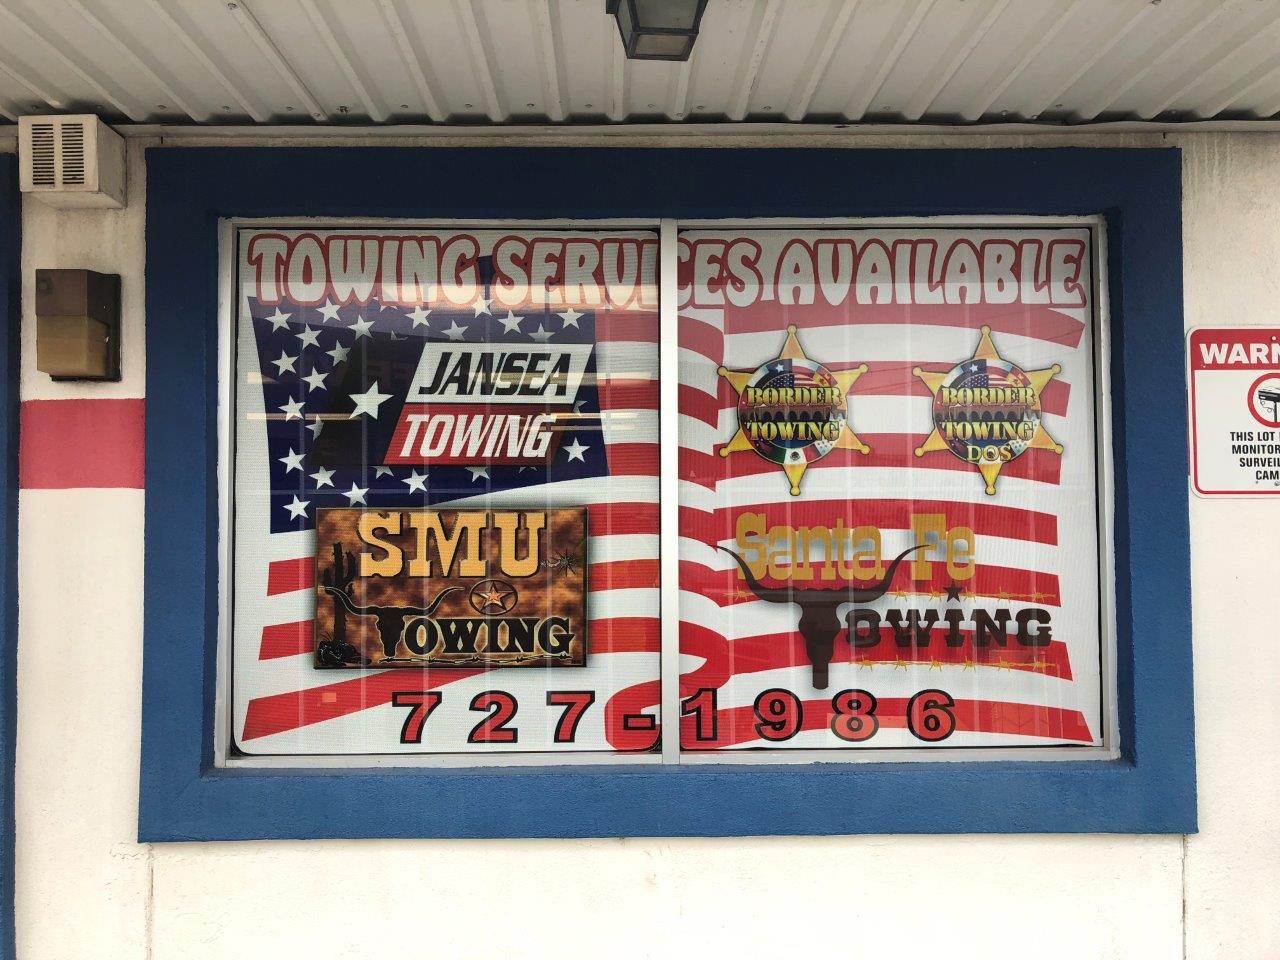 TOWING SERVICES AVAILABLE
JANSEA
TOWING
BORDER
TOWING
BORDER
TOWING
DOS
SMU
TOWING
Santa Fe
TOWING
727-1986
WARN
THIS LOT
MONITOR
SURVEIL
CAM